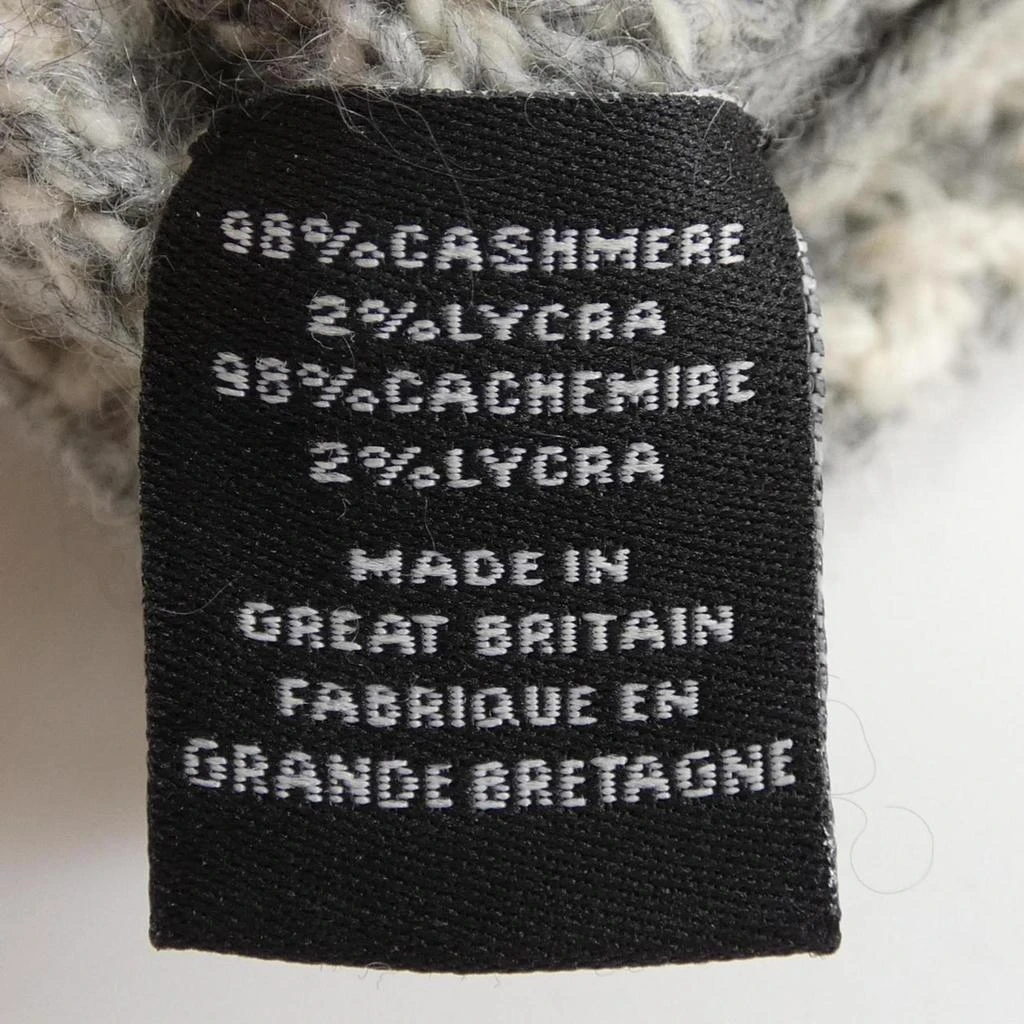 98%CASHMERE
2%LYCRA
98%CACHEMIRE
2%LYCRA
MADE IN
GREAT BRITAIN
FABRIQUE EN
GRANDE BRETAGNE